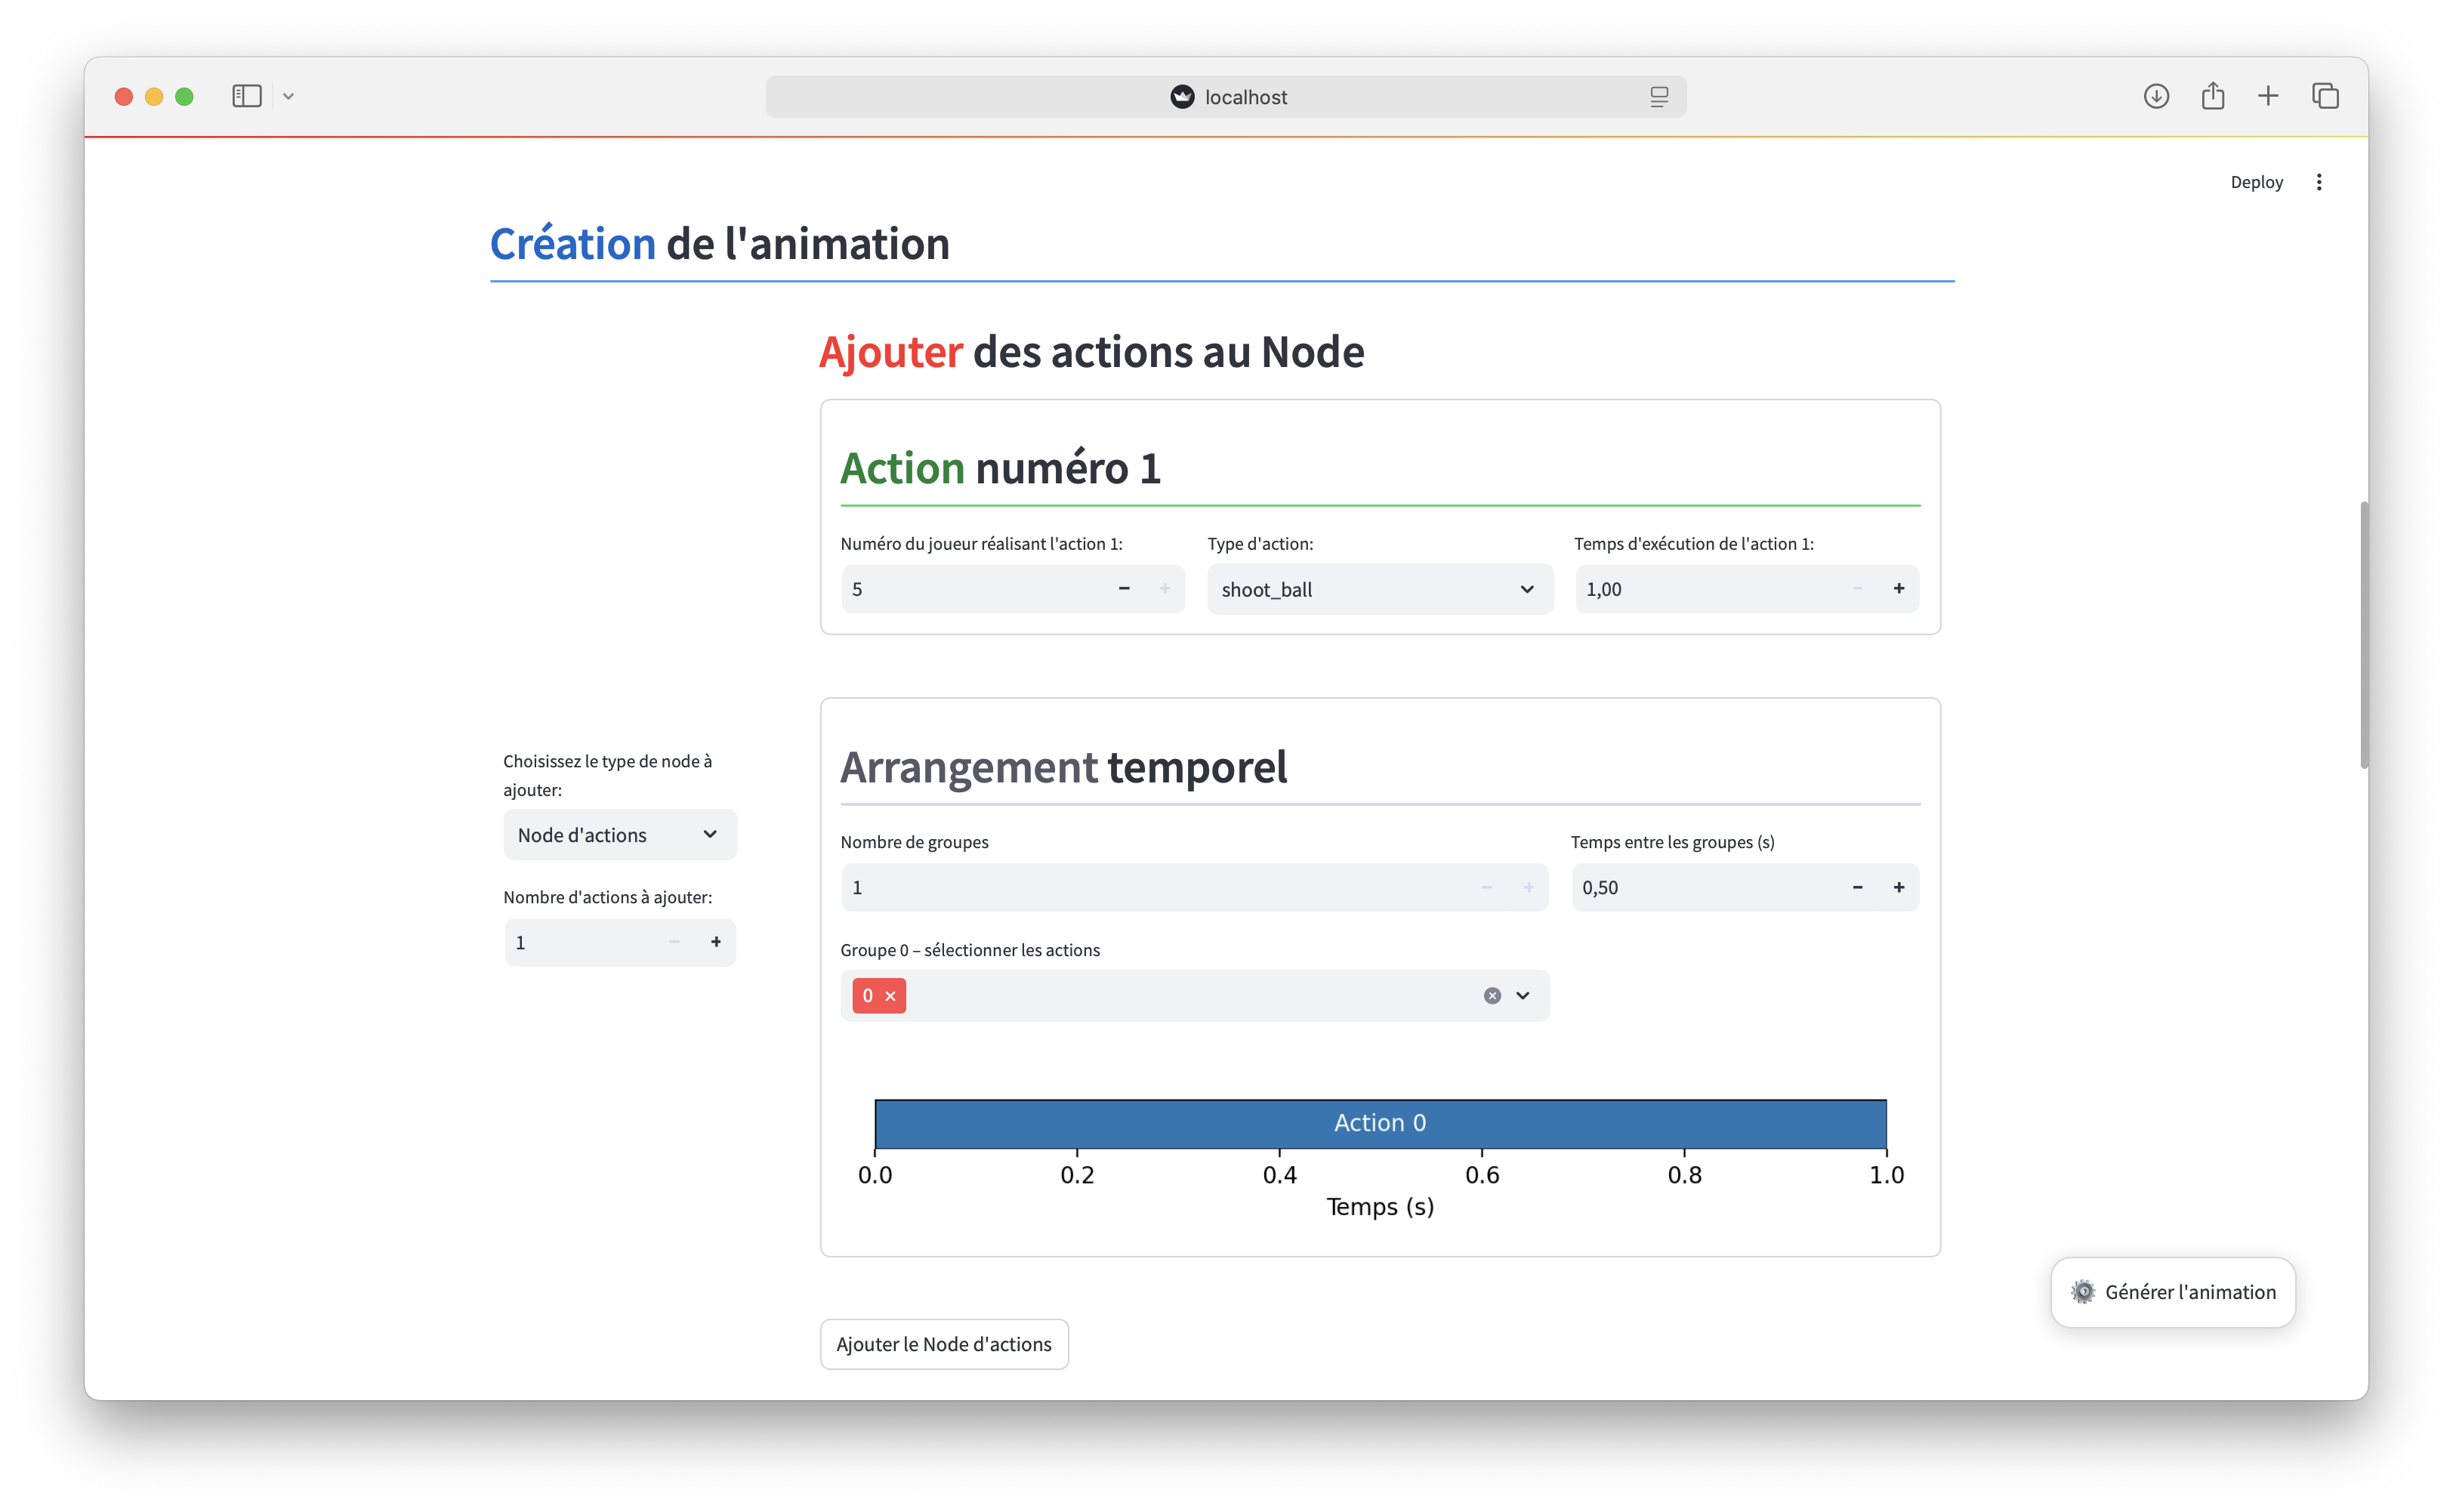 localhost
Deploy
Création de l'animation
Ajouter des actions au Node
Action numéro 1
Numéro du joueur réalisant l'action 1:
5
Type d'action:
shoot_ball
Temps d'exécution de l'action 1:
1,00
Choisissez le type de node à
ajouter:
Node d'actions
Nombre d'actions à ajouter:
1
Arrangement temporel
Nombre de groupes
1
Temps entre les groupes (s)
0,50
Groupe 0 – sélectionner les actions
0
Action 0
0.0 0.2 0.4 0.6 0.8 1.0
Temps (s)
Générer l'animation
Ajouter le Node d'actions